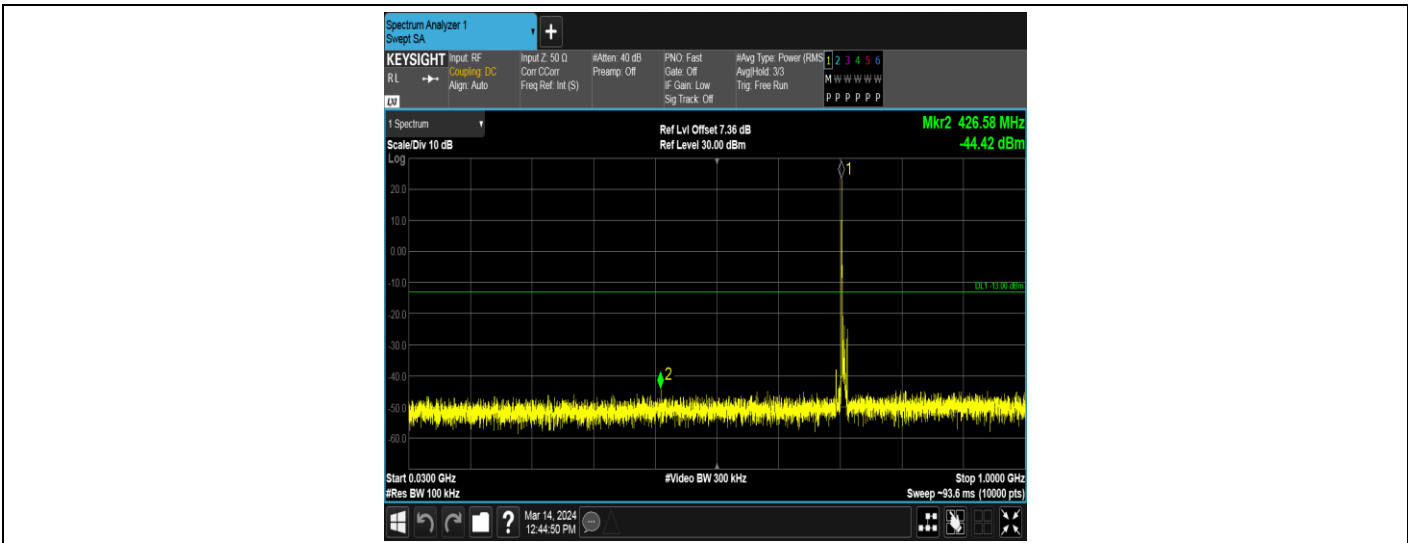 Spectrum Analyzer 1
Swept SA
+
KEYSIGHT
RL
LXI
Input: RF
Coupling: DC
Align: Auto
Input Z: 50 Ω
Corr CCorr
Freq Ref: Int (S)
#Atten: 40 dB
Preamp: Off
PNO: Fast
Gate: Off
IF Gain: Low
Sig Track: Off
#Avg Type: Power (RMS
Avg|Hold: 3/3
Trig: Free Run
1 2 3 4 5 6
M W W W W W
P P P P P P
1 Spectrum
Scale/Div 10 dB
Log
Ref Lvl Offset 7.36 dB
Ref Level 30.00 dBm
Mkr2 426.58 MHz
-44.42 dBm
1
20.0
10.0
0.00
-10.0
DL1 -13.00 dBm
-20.0
-30.0
-40.0
2
-50.0
-60.0
Start 0.0300 GHz
#Video BW 300 kHz
Stop 1.0000 GHz
#Res BW 100 kHz
Sweep ~93.6 ms (10000 pts)
?
Mar 14, 2024
12:44:50 PM